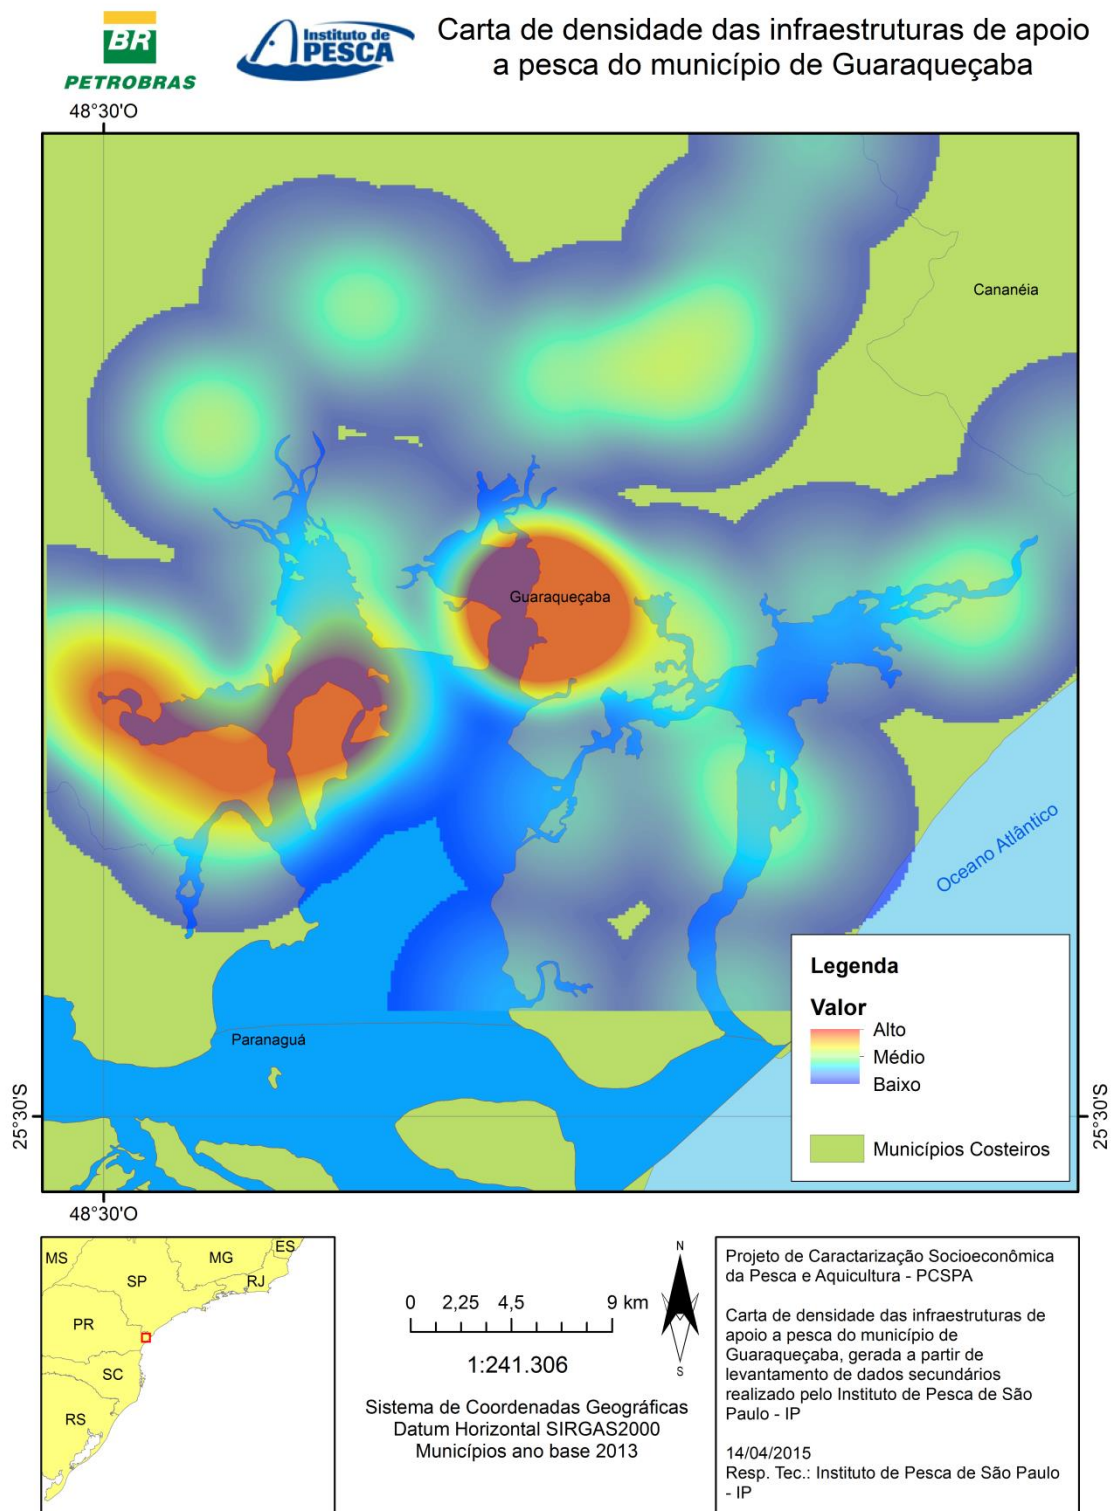 BR
PETROBRAS
Instituto de
PESCA
Carta de densidade das infraestruturas de apoio
a pesca do município de Guaraqueçaba
48°30'O
Cananéia
Guaraqueçaba
Oceano Atlântico
Paranaguá
25°30'S
25°30'S
Legenda
Valor
Alto
Médio
Baixo
Municípios Costeiros
48°30'O
MS
MG
ES
SP
RJ
PR
SC
RS
0 2,25 4,5 9 km
1:241.306
Sistema de Coordenadas Geográficas
Datum Horizontal SIRGAS2000
Municípios ano base 2013
N
S
Projeto de Caractarização Socioeconômica
da Pesca e Aquicultura - PCSPA
Carta de densidade das infraestruturas de
apoio a pesca do município de
Guaraqueçaba, gerada a partir de
levantamento de dados secundários
realizado pelo Instituto de Pesca de São
Paulo - IP
14/04/2015
Resp. Tec.: Instituto de Pesca de São Paulo
- IP